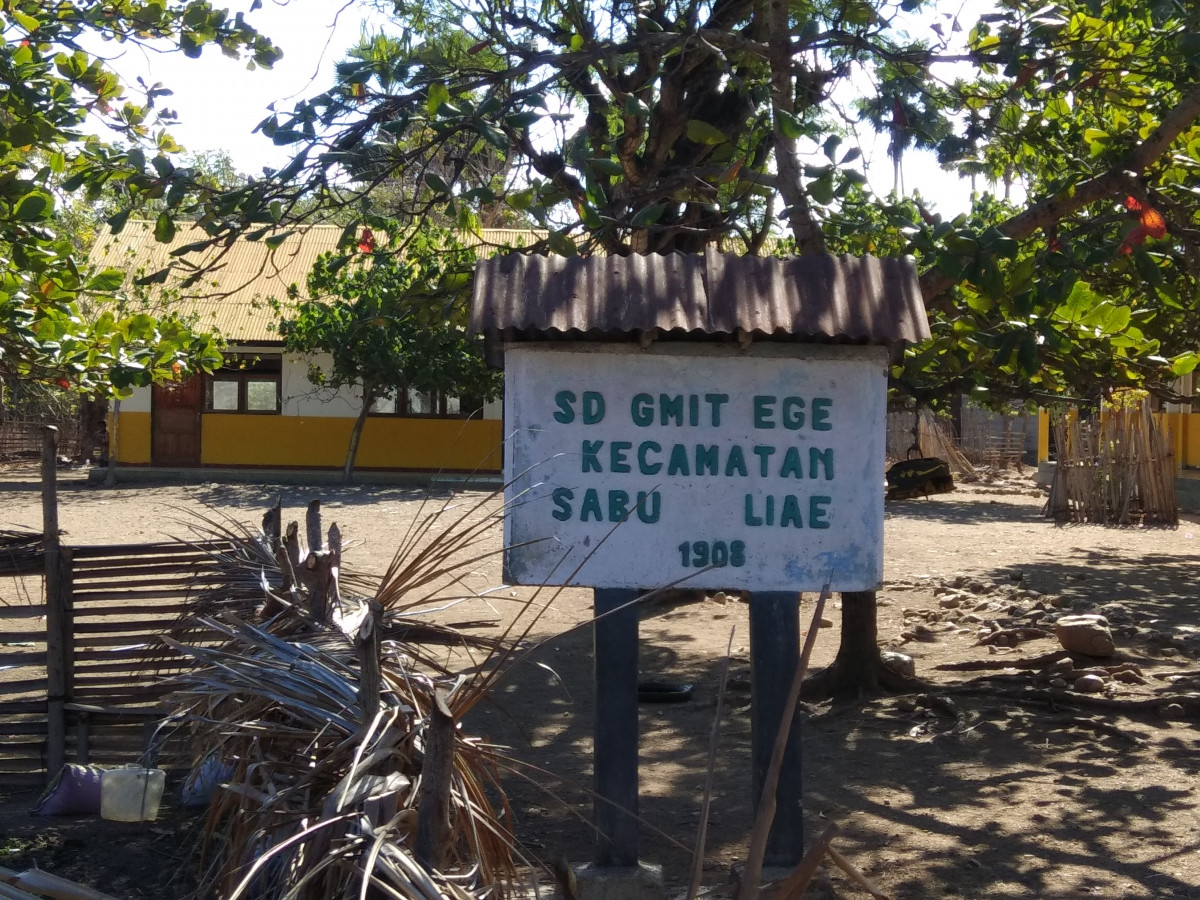 SD GMIT EGE
KECAMATAN
SABU LIAE
1908